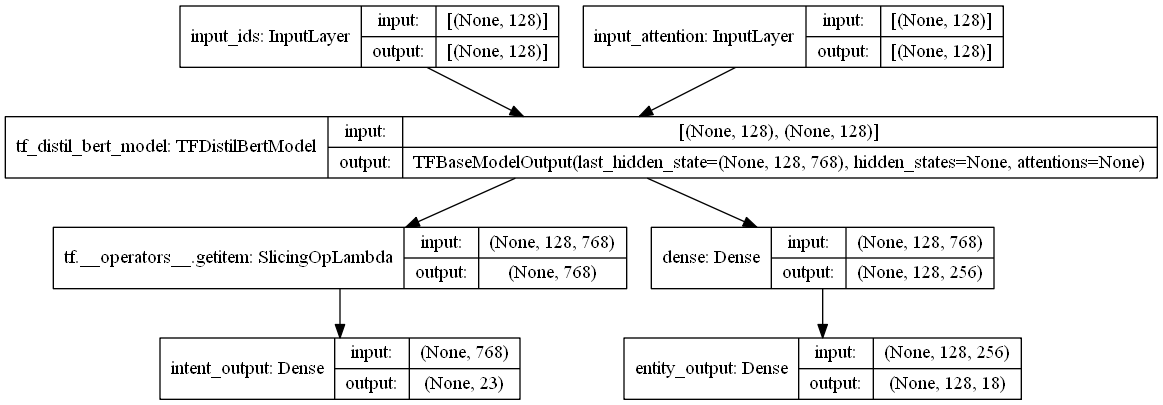 input_ids: InputLayer
input:
[(None, 128)]
output:
[(None, 128)]
input_attention: InputLayer
input:
[(None, 128)]
output:
[(None, 128)]
tf_distil_bert_model: TFDistilBertModel
input:
[(None, 128), (None, 128)]
output:
TFBaseModelOutput(last_hidden_state=(None, 128, 768), hidden_states=None, attentions=None)
tf.__operators__.getitem: SlicingOpLambda
input:
(None, 128, 768)
output:
(None, 768)
dense: Dense
input:
(None, 128, 768)
output:
(None, 128, 256)
intent_output: Dense
input:
(None, 768)
output:
(None, 23)
entity_output: Dense
input:
(None, 128, 256)
output:
(None, 128, 18)